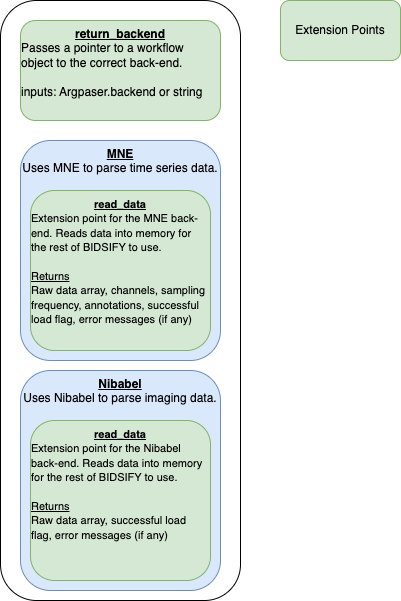 return_backend
Passes a pointer to a workflow
object to the correct back-end.
inputs: Argpaser.backend or string
Extension Points
MNE
Uses MNE to parse time series data.
read_data
Extension point for the MNE back-
end. Reads data into memory for
the rest of BIDSIFY to use.
Returns
Raw data array, channels, sampling
frequency, annotations, successful
load flag, error messages (if any)
Nibabel
Uses Nibabel to parse imaging data.
read_data
Extension point for the Nibabel
back-end. Reads data into memory
for the rest of BIDSIFY to use.
Returns
Raw data array, successful load
flag, error messages (if any)